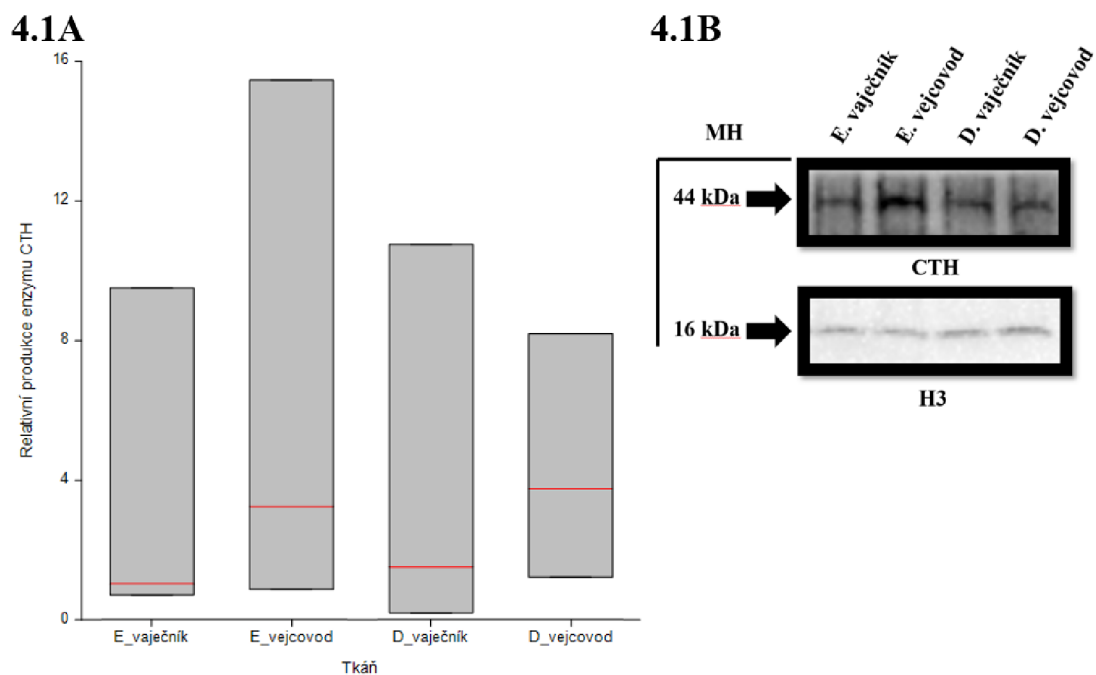 4.1A
16
12
8
4
0
Relativní produkce enzymu CTH
E_vaječník
E_vejcovod
D_vaječník
D_vejcovod
Tkáň
4.1B
MH
E. vaječník
E. vejcovod
D. vaječník
D. vejcovod
44 kDa
CTH
16 kDa
H3